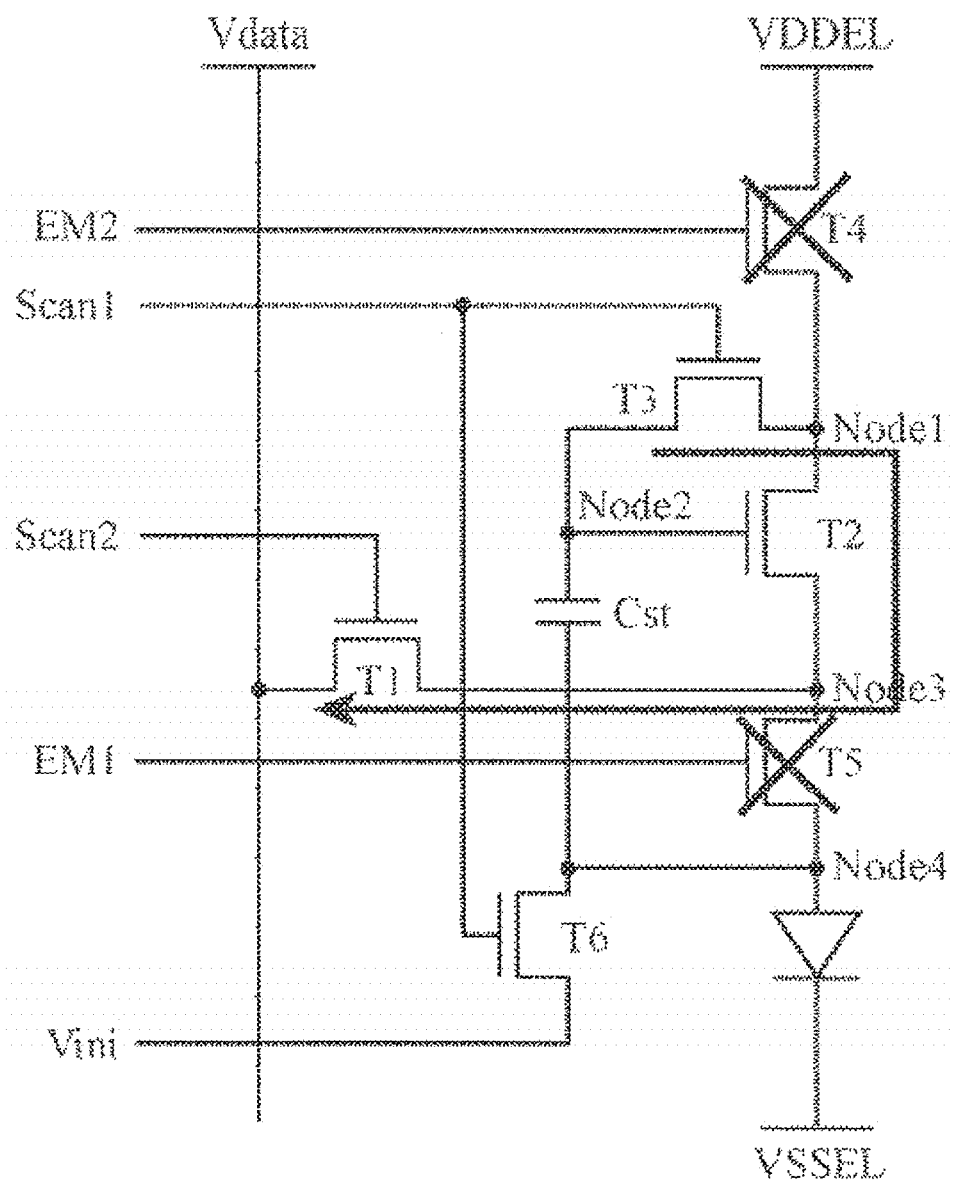 Vdata
VDDEL
EM2
T4
Scan1
T3
Node1
Node2
Scan2
T2
Cst
T1
Node3
EM1
T5
Node4
T6
Vini
VSSEL